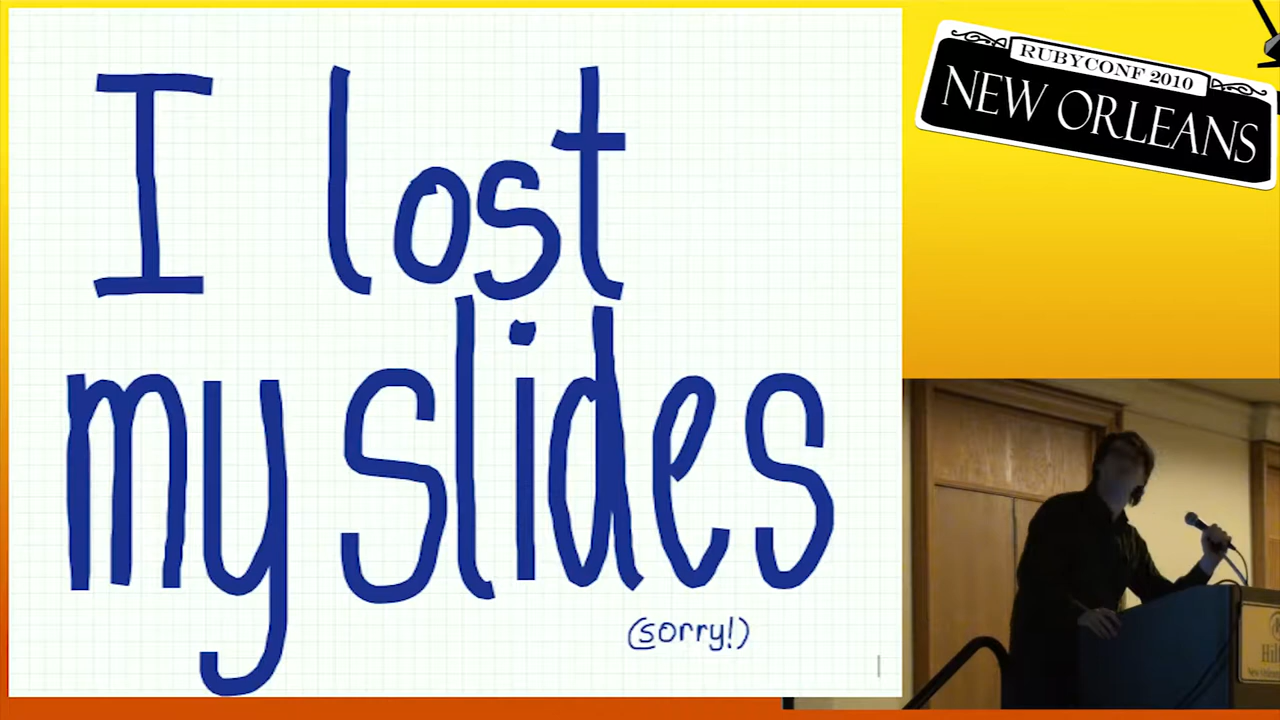 I lost
my slides
(sorry!)
RUBYCONF 2010
NEW ORLEANS